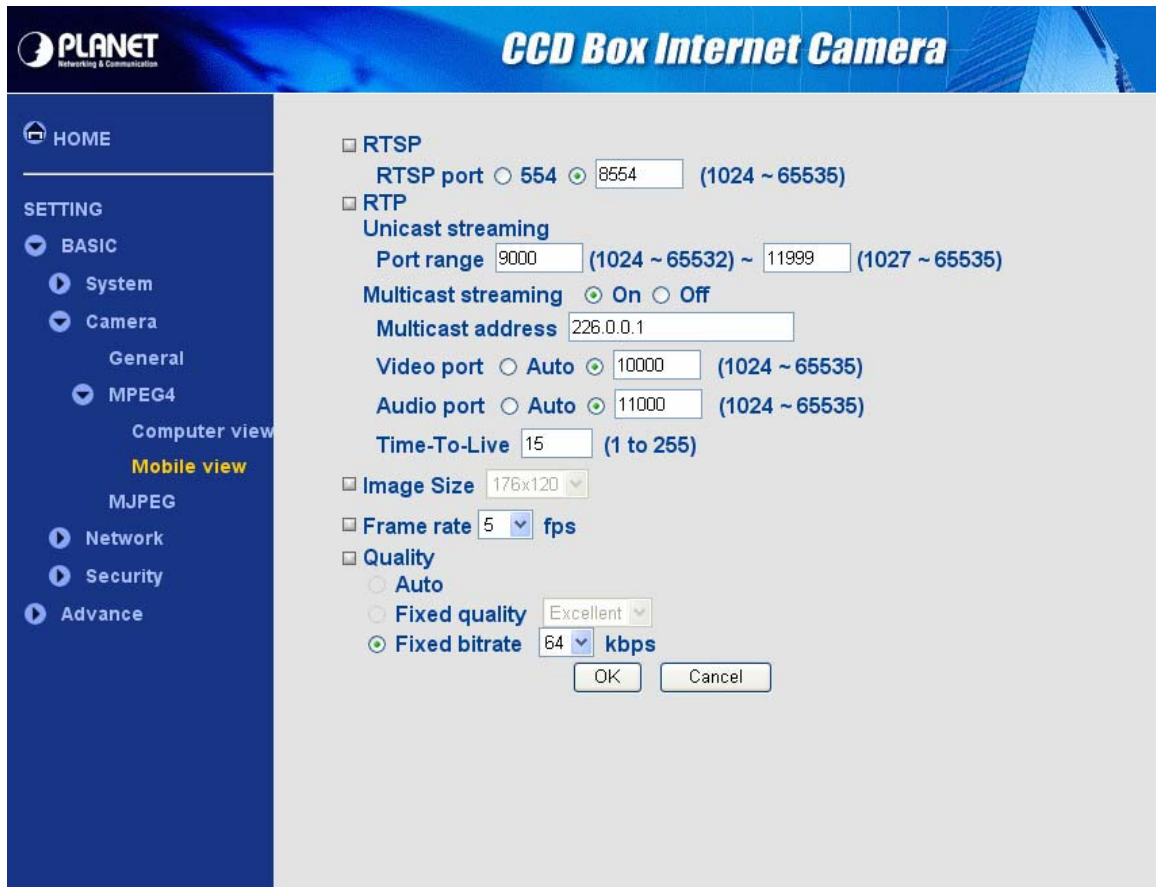 PLANET
Networking & Communication
CCD Box Internet Camera
HOME
SETTING
BASIC
System
Camera
General
MPEG4
Computer view
Mobile view
MJPEG
Network
Security
Advance
RTSP
RTSP port 554 8554 (1024 ~ 65535)
RTP
Unicast streaming
Port range 9000 (1024 ~ 65532) ~ 11999 (1027 ~ 65535)
Multicast streaming On Off
Multicast address 226.0.0.1
Video port Auto 10000 (1024 ~ 65535)
Audio port Auto 11000 (1024 ~ 65535)
Time-To-Live 15 (1 to 255)
Image Size 176x120
Frame rate 5 fps
Quality
Auto
Fixed quality Excellent
Fixed bitrate 64 kbps
OK Cancel